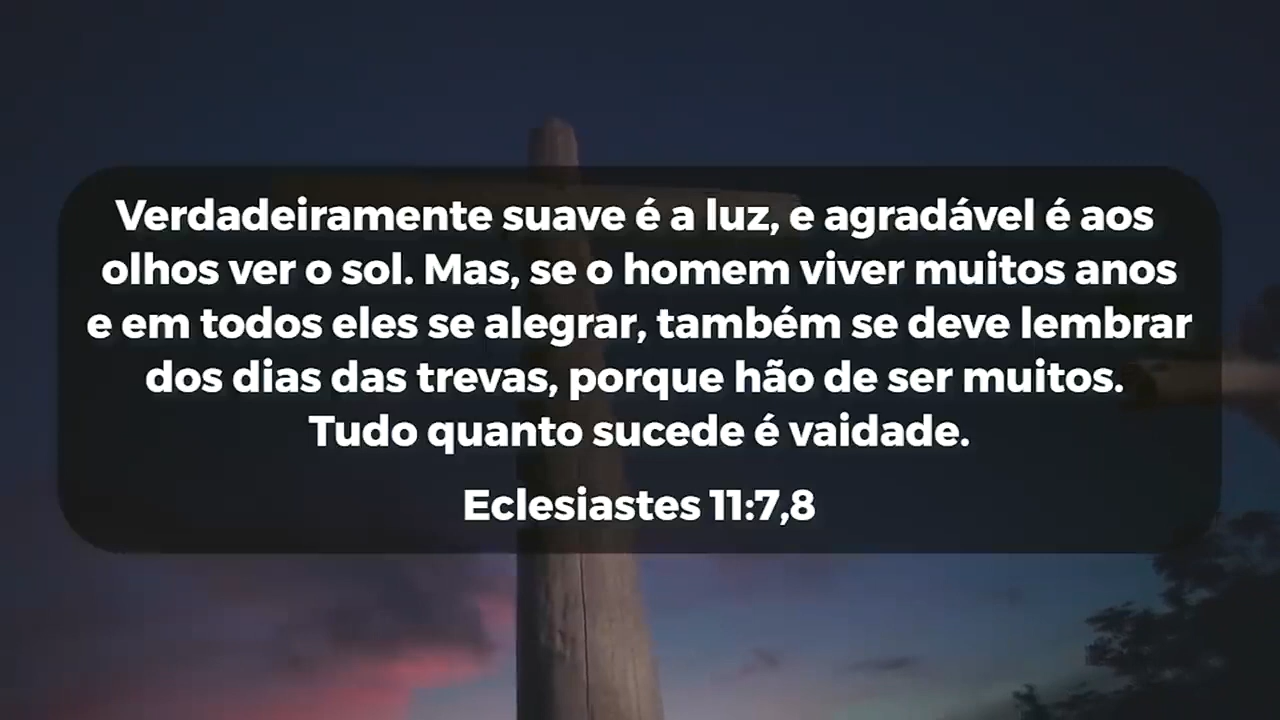 Verdadeiramente suave é a luz, e agradável é aos
olhos ver o sol. Mas, se o homem viver muitos anos
e em todos eles se alegrar, também se deve lembrar
dos dias das trevas, porque hão de ser muitos.
Tudo quanto sucede é vaidade.
Eclesiastes 11:7,8